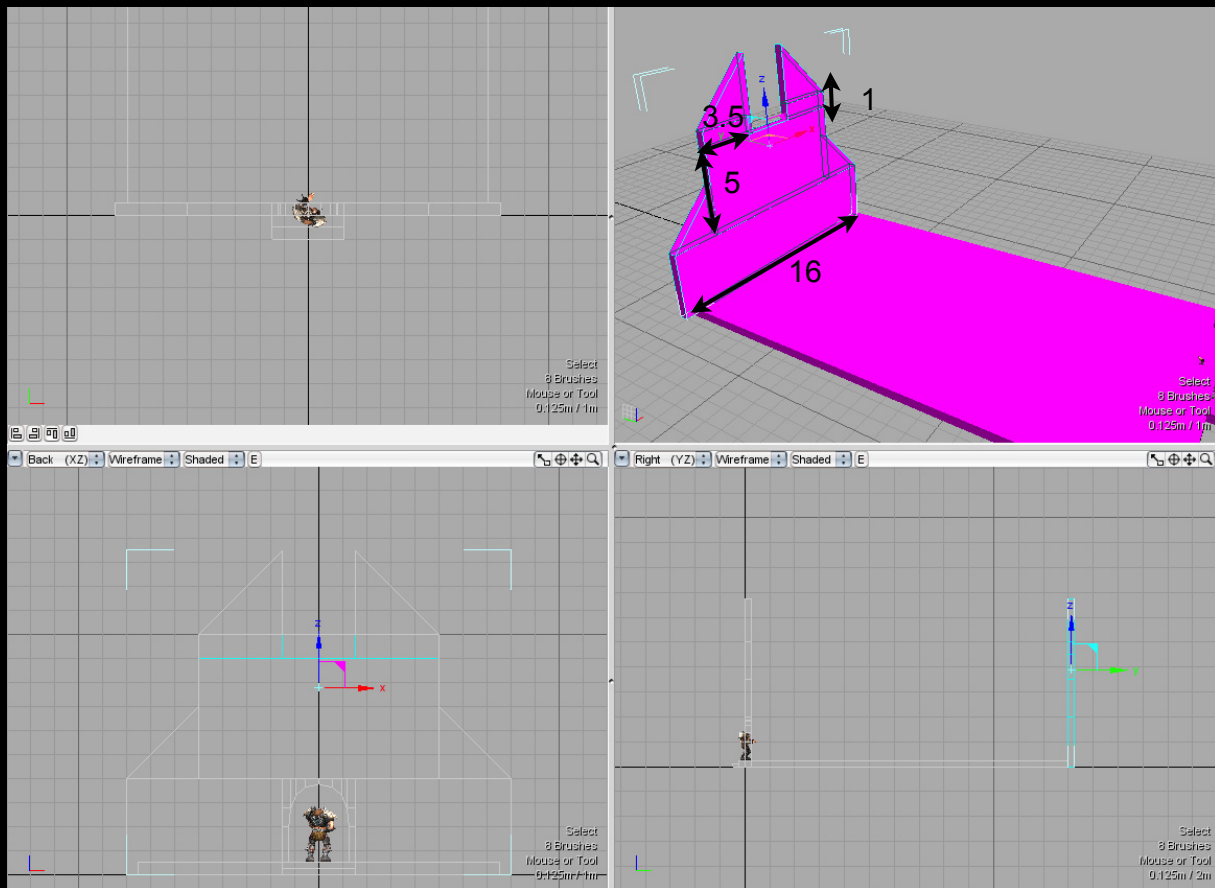 Select
8 Brushes
Mouse or Tool
0.125m / 1m
z
x
1
3.5
5
16
Select
8 Brushes
Mouse or Tool
0.125m / 1m
Back (XZ) Wireframe Shaded E
z
x
Select
8 Brushes
Mouse or Tool
0.125m / 1m
Right (YZ) Wireframe Shaded E
z
Select
8 Brushes
Mouse or Tool
0.125m / 2m